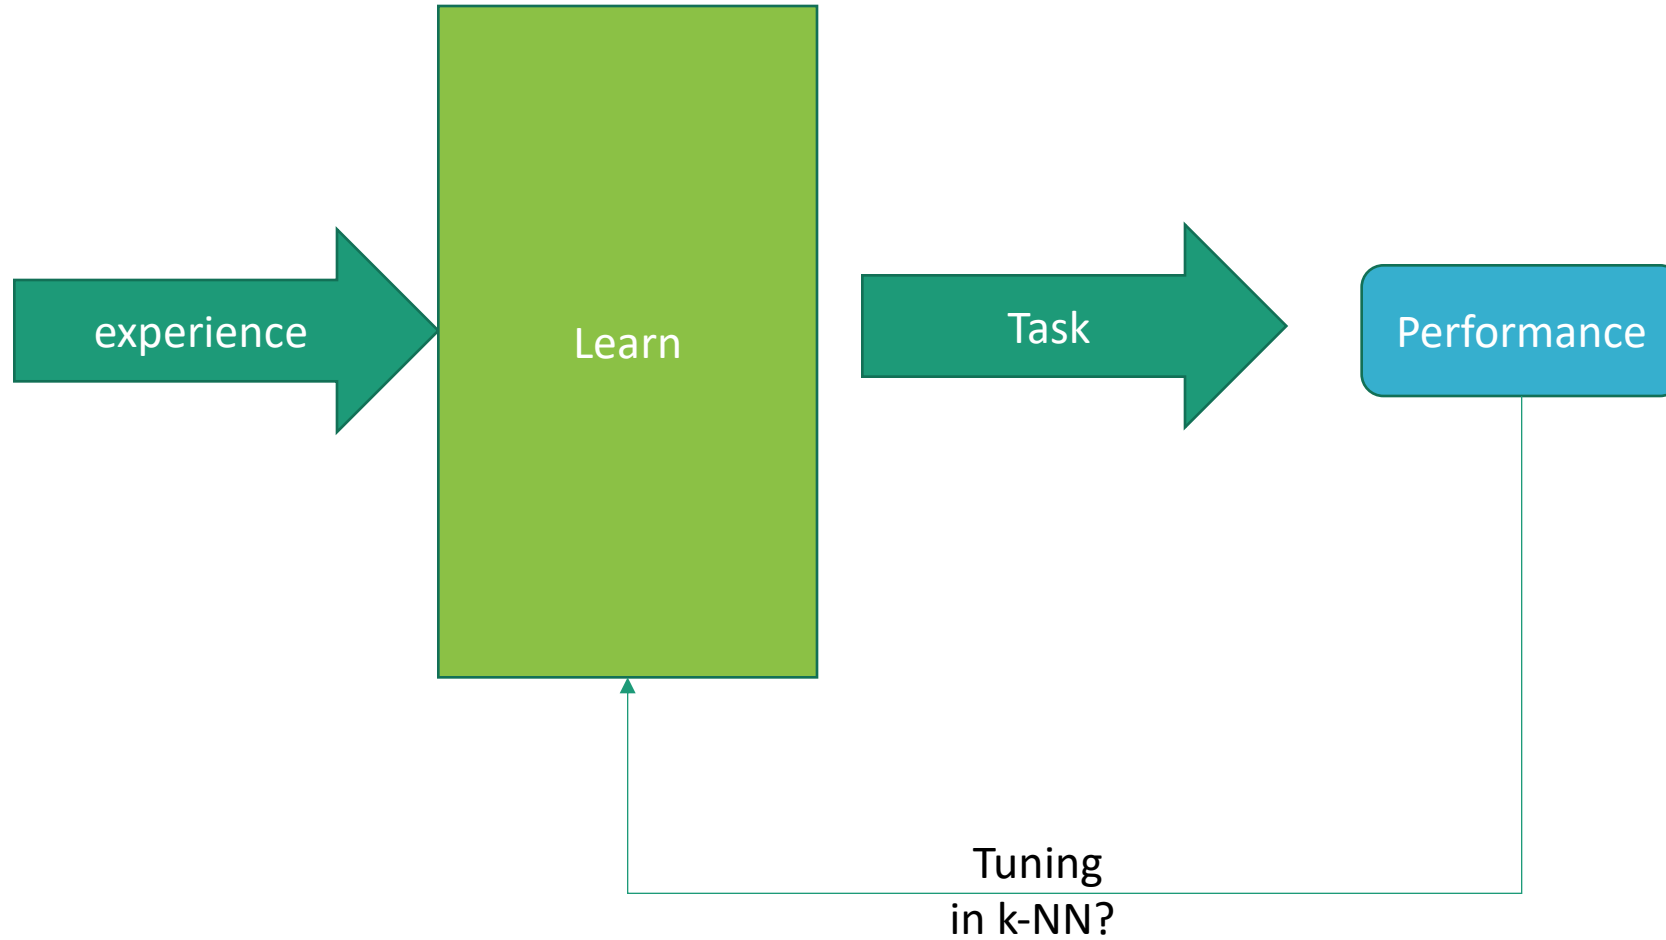 experience
Learn
Task
Performance
Tuning
in k-NN?